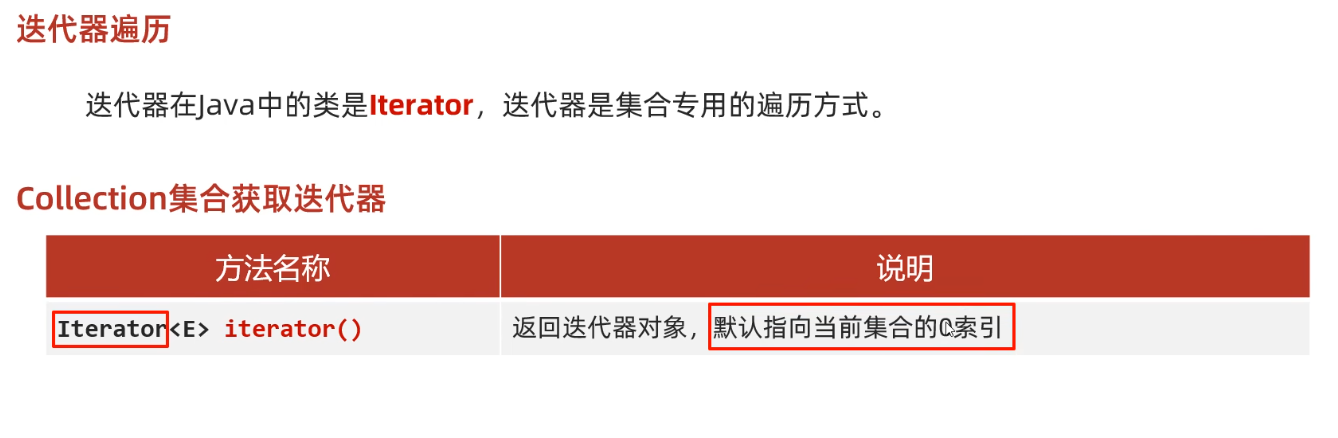 迭代器遍历
迭代器在Java中的类是Iterator，迭代器是集合专用的遍历方式。
Collection集合获取迭代器
方法名称 说明
Iterator<E> iterator() 返回迭代器对象，默认指向当前集合的0索引